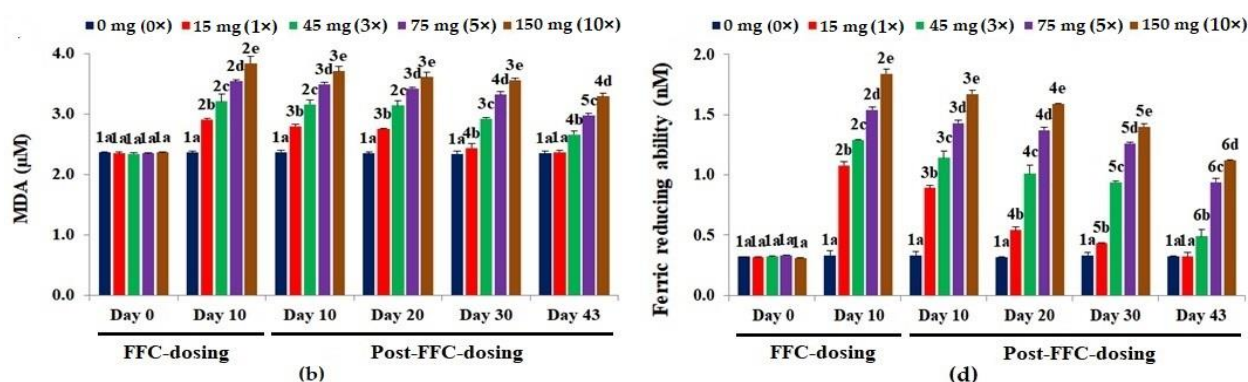 0 mg (0×) 15 mg (1×) 45 mg (3×) 75 mg (5×) 150 mg (10×)
MDA (µM)
4.0
3.0
2.0
1.0
0.0
1a 1a 1a 1a 1a
1a 2b 2c 2d 2e
1a 3b 2c 3d 3e
1a 3b 2c 3d 3e
1a 4b 3c 4d 3e
1a 1a 4b 5c 4d
Day 0 Day 10 Day 10 Day 20 Day 30 Day 43
FFC-dosing Post-FFC-dosing
(b)
0 mg (0×) 15 mg (1×) 45 mg (3×) 75 mg (5×) 150 mg (10×)
Ferric reducing ability (nM)
2.0
1.5
1.0
0.5
0.0
1a 1a 1a 1a 1a
1a 2b 2c 2d 2e
1a 3b 3c 3d 3e
1a 4b 4c 4d 4e
1a 5b 5c 5d 5e
1a 1a 6b 6c 6d
Day 0 Day 10 Day 10 Day 20 Day 30 Day 43
FFC-dosing Post-FFC-dosing
(d)